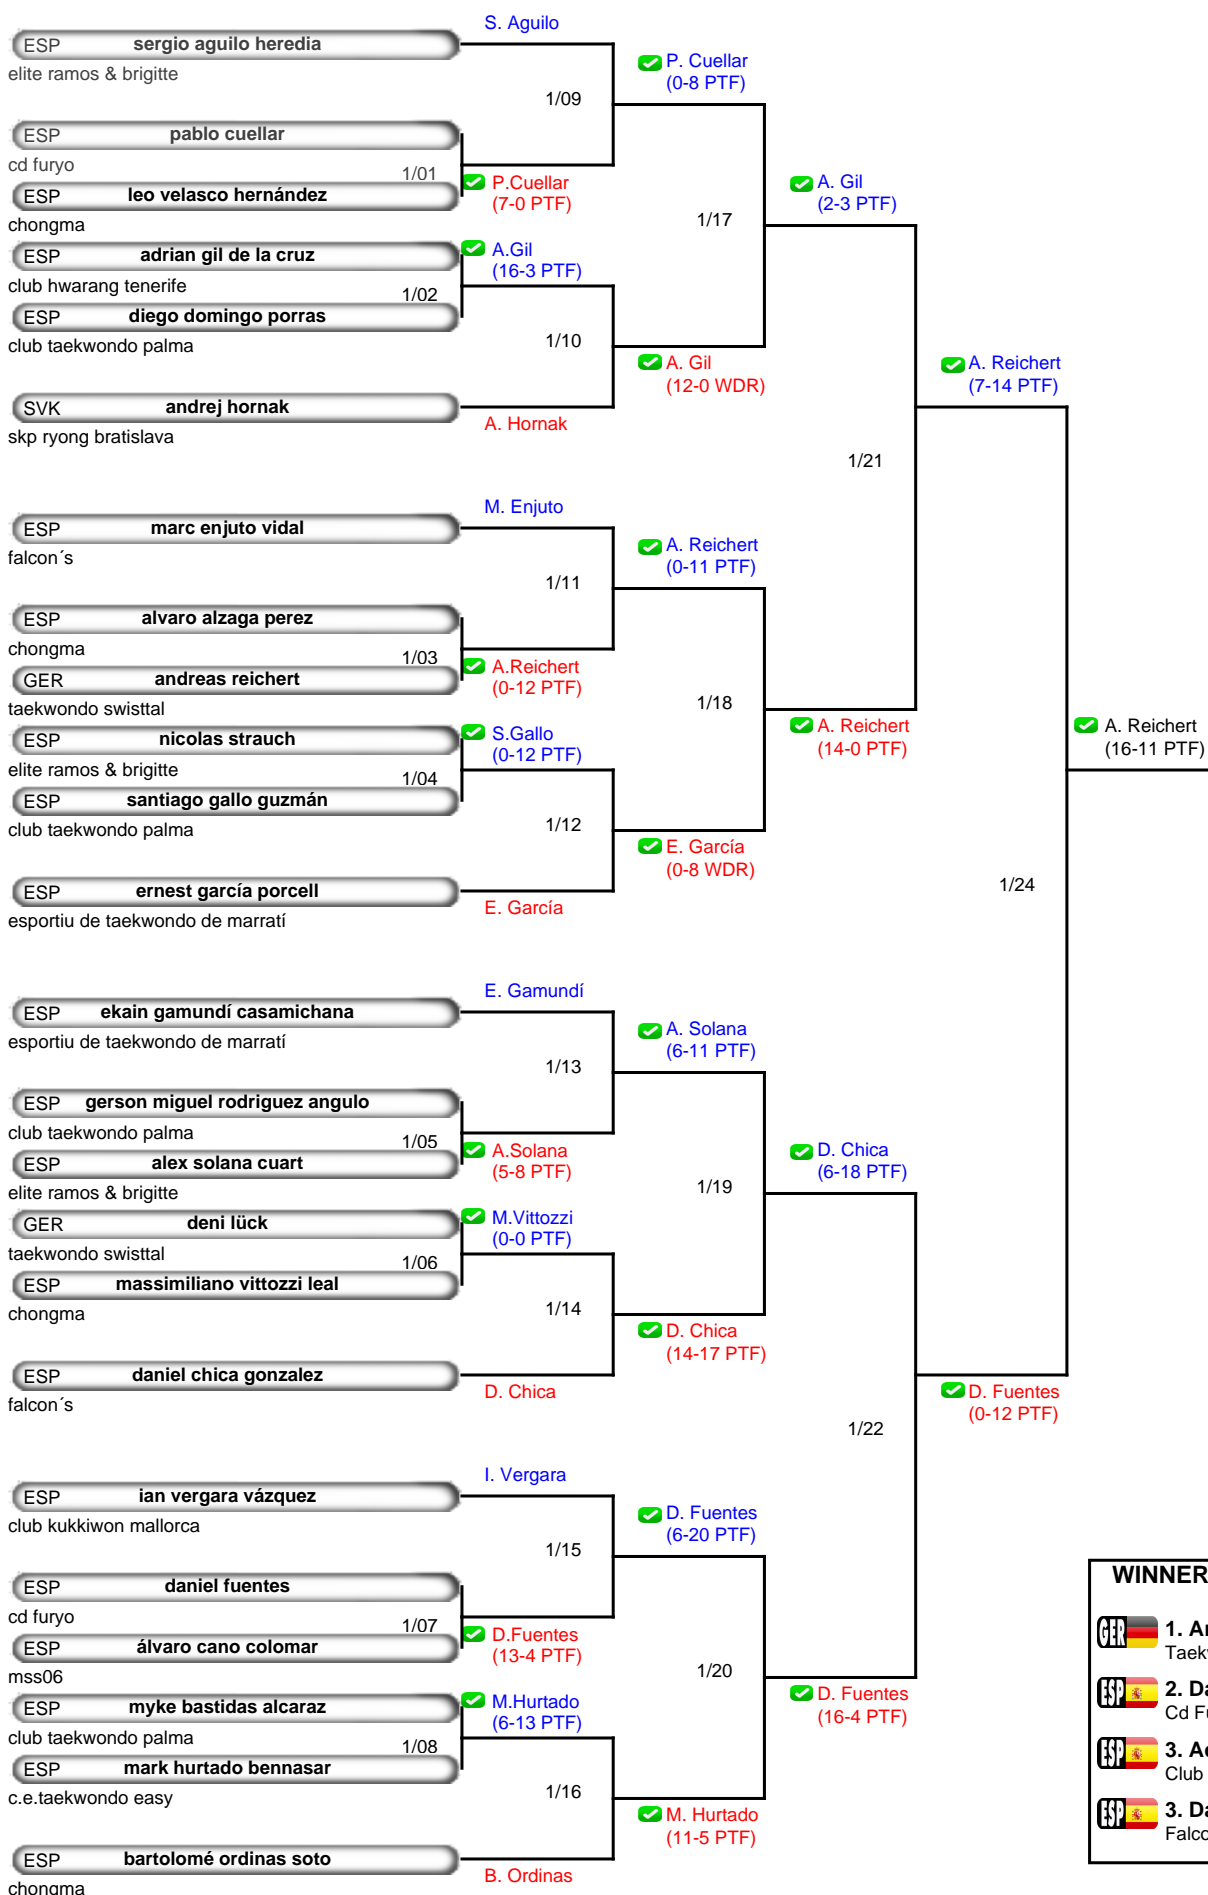 S. Aguilo
ESP sergio aguilo heredia
elite ramos & brigitte
P. Cuellar
(0-8 PTF)
1/09
ESP pablo cuellar
cd furyo
1/01
P.Cuellar
(7-0 PTF)
ESP leo velasco hernández
chongma
A. Gil
(2-3 PTF)
1/17
ESP adrian gil de la cruz
club hwarang tenerife
A.Gil
(16-3 PTF)
1/02
ESP diego domingo porras
club taekwondo palma
1/10
A. Gil
(12-0 WDR)
A. Reichert
(7-14 PTF)
SVK andrej hornak
skp ryong bratislava
A. Hornak
1/21
M. Enjuto
ESP marc enjuto vidal
falcon´s
A. Reichert
(0-11 PTF)
1/11
ESP alvaro alzaga perez
chongma
1/03
A.Reichert
(0-12 PTF)
GER andreas reichert
taekwondo swisttal
1/18
A. Reichert
(14-0 PTF)
A. Reichert
(16-11 PTF)
ESP nicolas strauch
elite ramos & brigitte
S.Gallo
(0-12 PTF)
1/04
ESP santiago gallo guzmán
club taekwondo palma
1/12
E. García
(0-8 WDR)
ESP ernest garcía porcell
esportiu de taekwondo de marratí
E. García
1/24
E. Gamundí
ESP ekain gamundí casamichana
esportiu de taekwondo de marratí
A. Solana
(6-11 PTF)
1/13
ESP gerson miguel rodriguez angulo
club taekwondo palma
1/05
A.Solana
(5-8 PTF)
ESP alex solana cuart
elite ramos & brigitte
D. Chica
(6-18 PTF)
1/19
GER deni lück
taekwondo swisttal
M.Vittozzi
(0-0 PTF)
1/06
ESP massimiliano vittozzi leal
chongma
1/14
D. Chica
(14-17 PTF)
ESP daniel chica gonzalez
falcon´s
D. Chica
D. Fuentes
(0-12 PTF)
1/22
I. Vergara
ESP ian vergara vázquez
club kukkiwon mallorca
D. Fuentes
(6-20 PTF)
1/15
ESP daniel fuentes
cd furyo
1/07
D.Fuentes
(13-4 PTF)
ESP álvaro cano colomar
mss06
1/20
D. Fuentes
(16-4 PTF)
ESP myke bastidas alcaraz
club taekwondo palma
M.Hurtado
(6-13 PTF)
1/08
ESP mark hurtado bennasar
c.e.taekwondo easy
1/16
M. Hurtado
(11-5 PTF)
ESP bartolomé ordinas soto
chongma
B. Ordinas
WINNER
GER 1. A
Taek
ESP 2. Da
Cd F
ESP 3. A
Club
ESP 3. Da
Falco